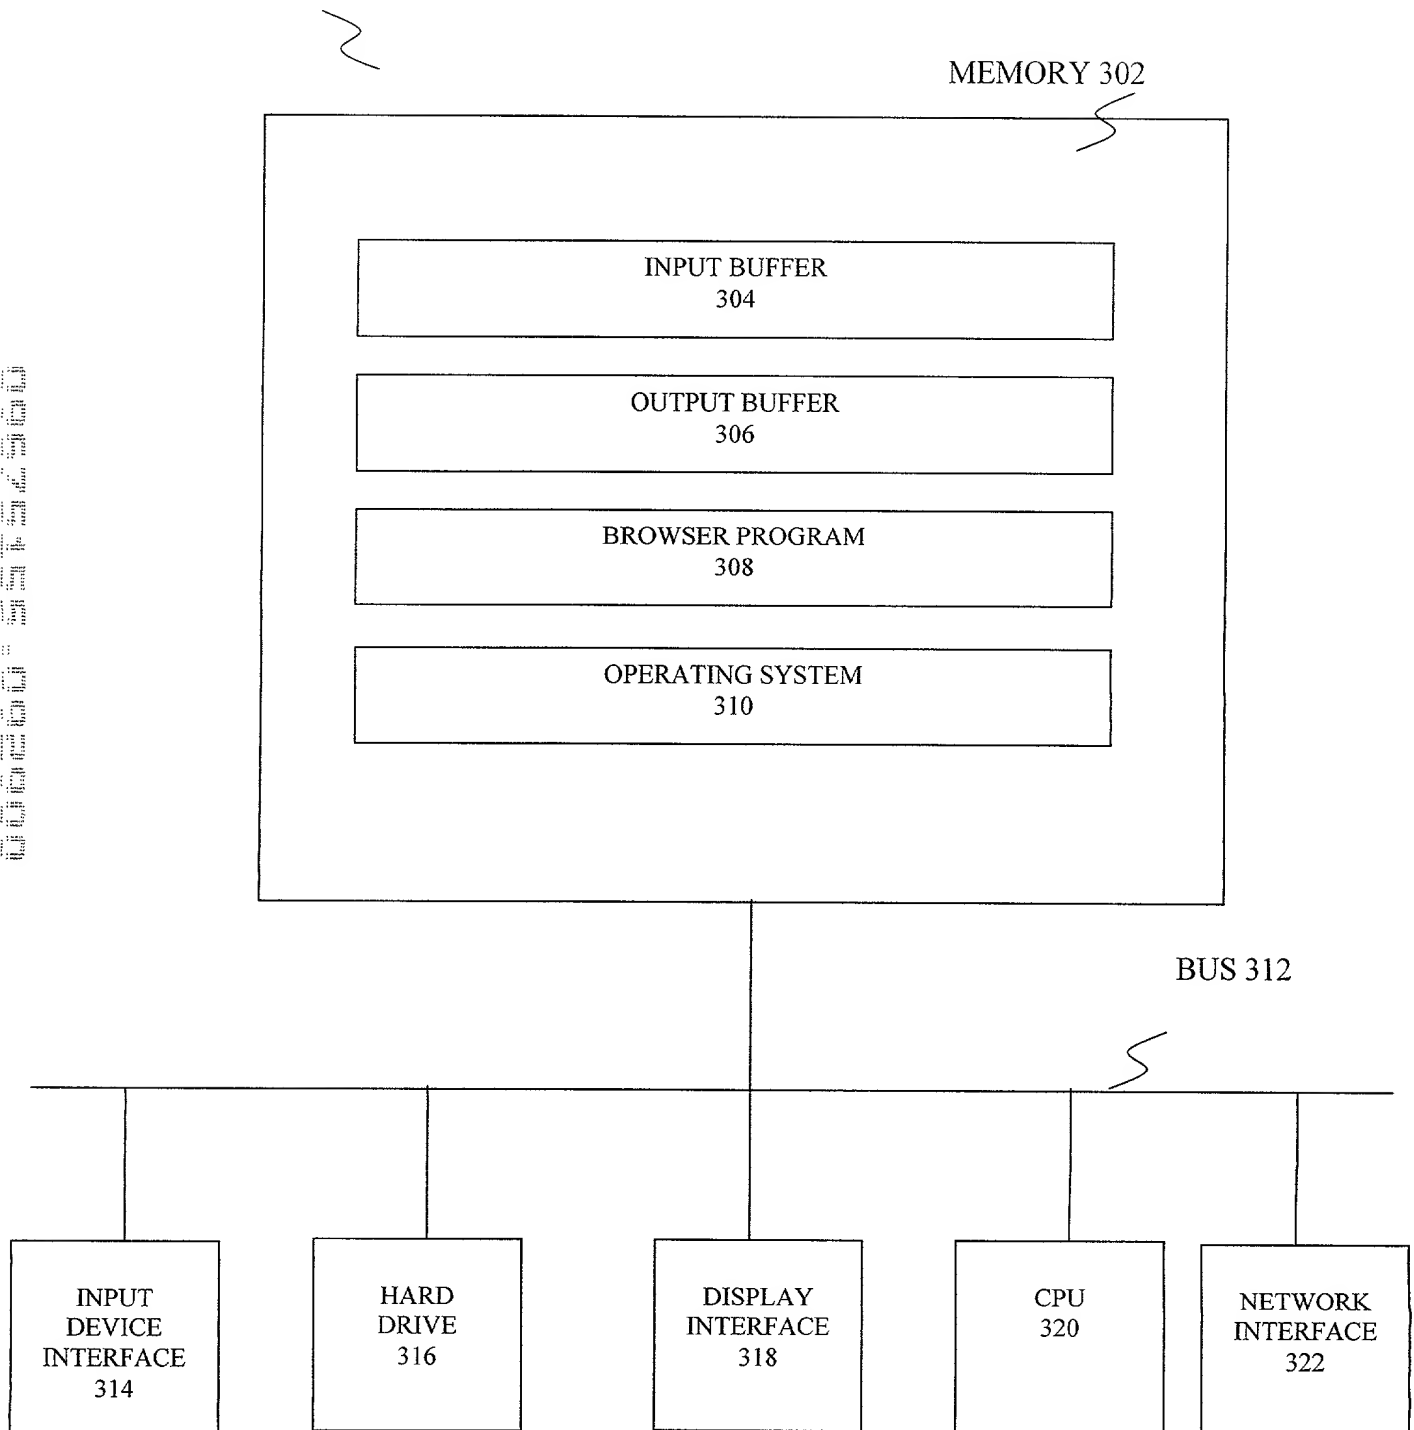 MEMORY 302
INPUT BUFFER
304
OUTPUT BUFFER
306
BROWSER PROGRAM
308
OPERATING SYSTEM
310
BUS 312
INPUT
DEVICE
INTERFACE
314
HARD
DRIVE
316
DISPLAY
INTERFACE
318
CPU
320
NETWORK
INTERFACE
322